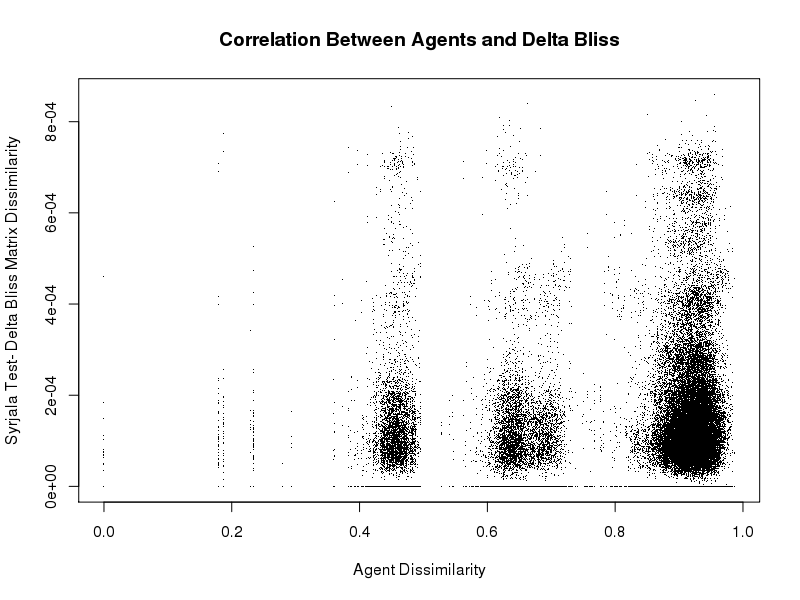 Correlation Between Agents and Delta Bliss
Syrjala Test- Delta Bliss Matrix Dissimilarity
8e-04
6e-04
4e-04
2e-04
0e+00
0.0 0.2 0.4 0.6 0.8 1.0
Agent Dissimilarity